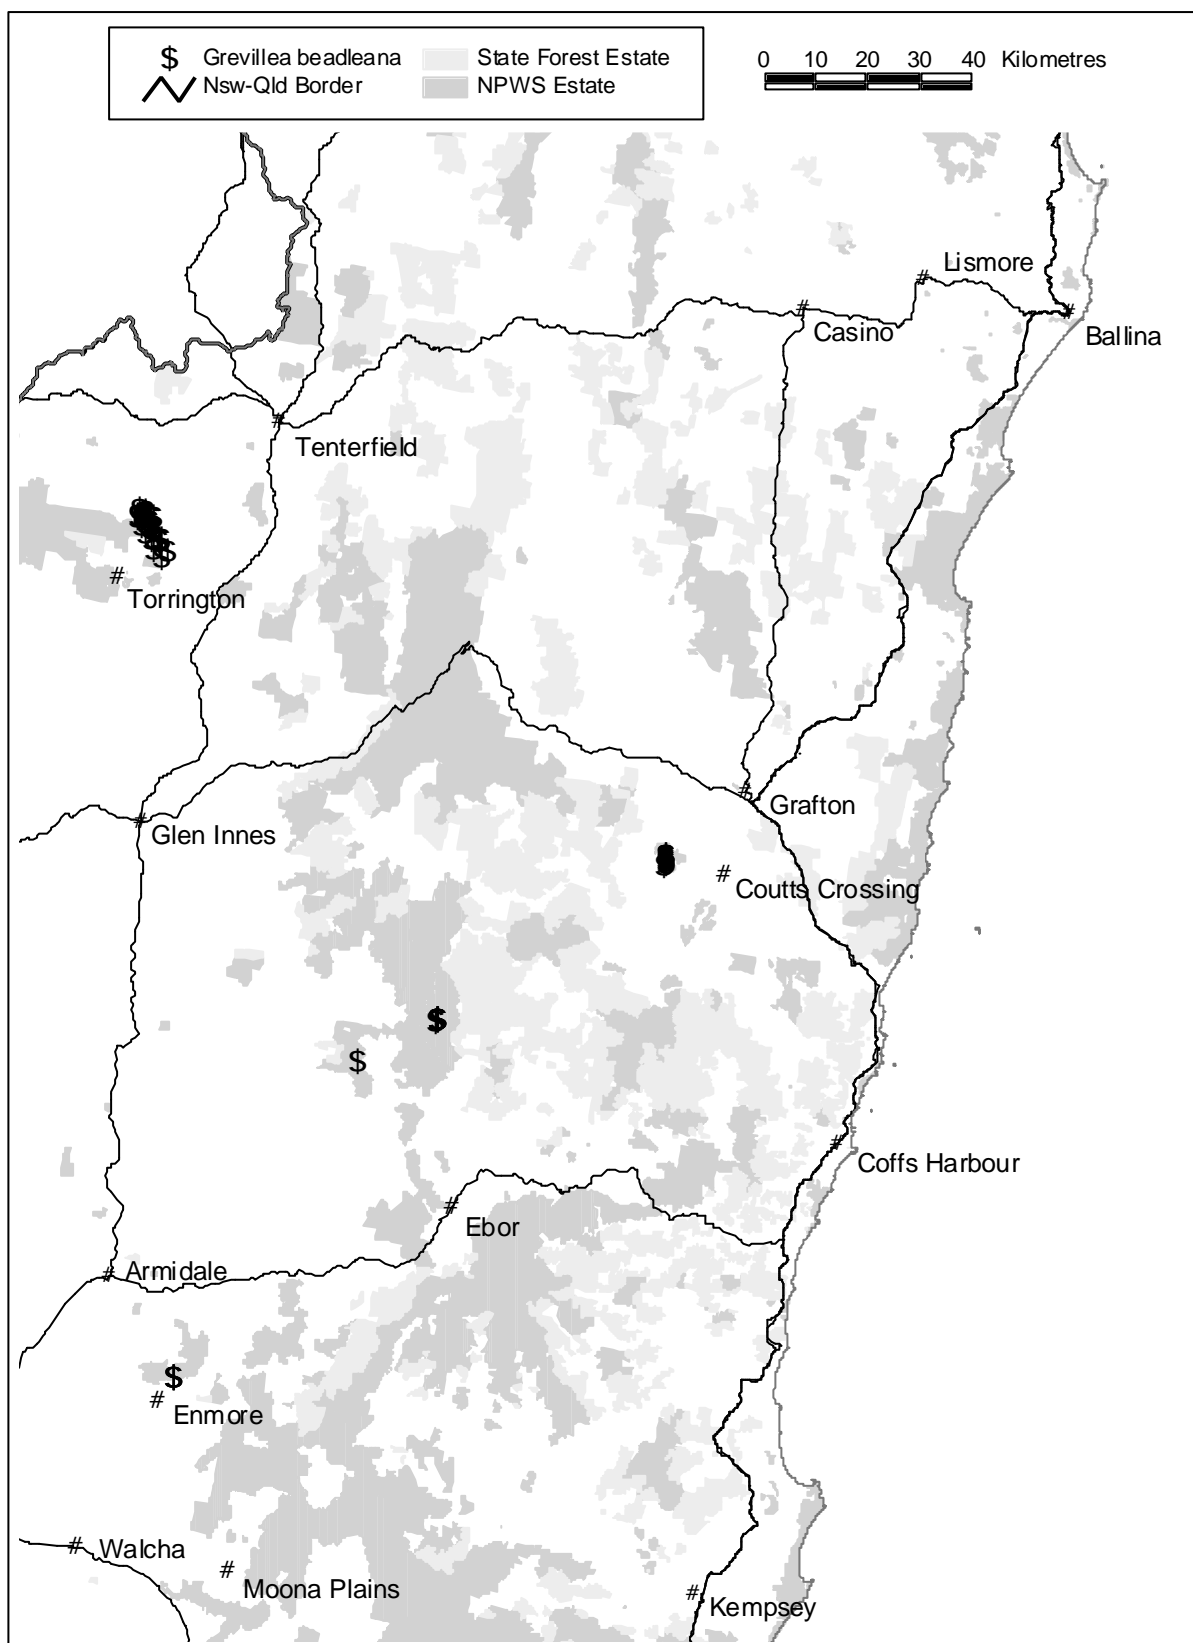 $ Grevillea beadleana
Nsw-Qld Border
State Forest Estate
NPWS Estate
0 10 20 30 40 Kilometres
# Lismore
# Casino
# Ballina
# Tenterfield
$
# Torrington
# Grafton
# Glen Innes
$
# Coutts Crossing
$
$
# Coffs Harbour
# Ebor
# Armidale
$
# Enmore
# Walcha
# Moona Plains
# Kempsey